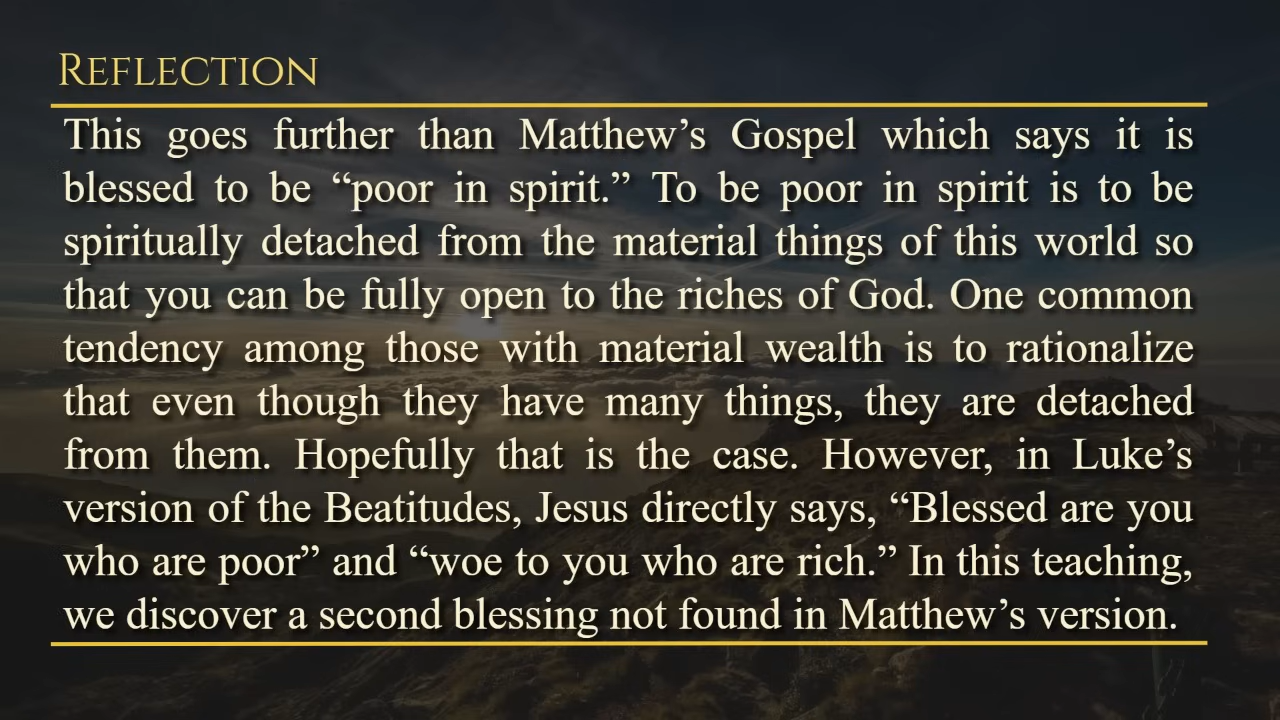 Reflection
This goes further than Matthew’s Gospel which says it is
blessed to be “poor in spirit.” To be poor in spirit is to be
spiritually detached from the material things of this world so
that you can be fully open to the riches of God. One common
tendency among those with material wealth is to rationalize
that even though they have many things, they are detached
from them. Hopefully that is the case. However, in Luke’s
version of the Beatitudes, Jesus directly says, “Blessed are you
who are poor” and “woe to you who are rich.” In this teaching,
we discover a second blessing not found in Matthew’s version.